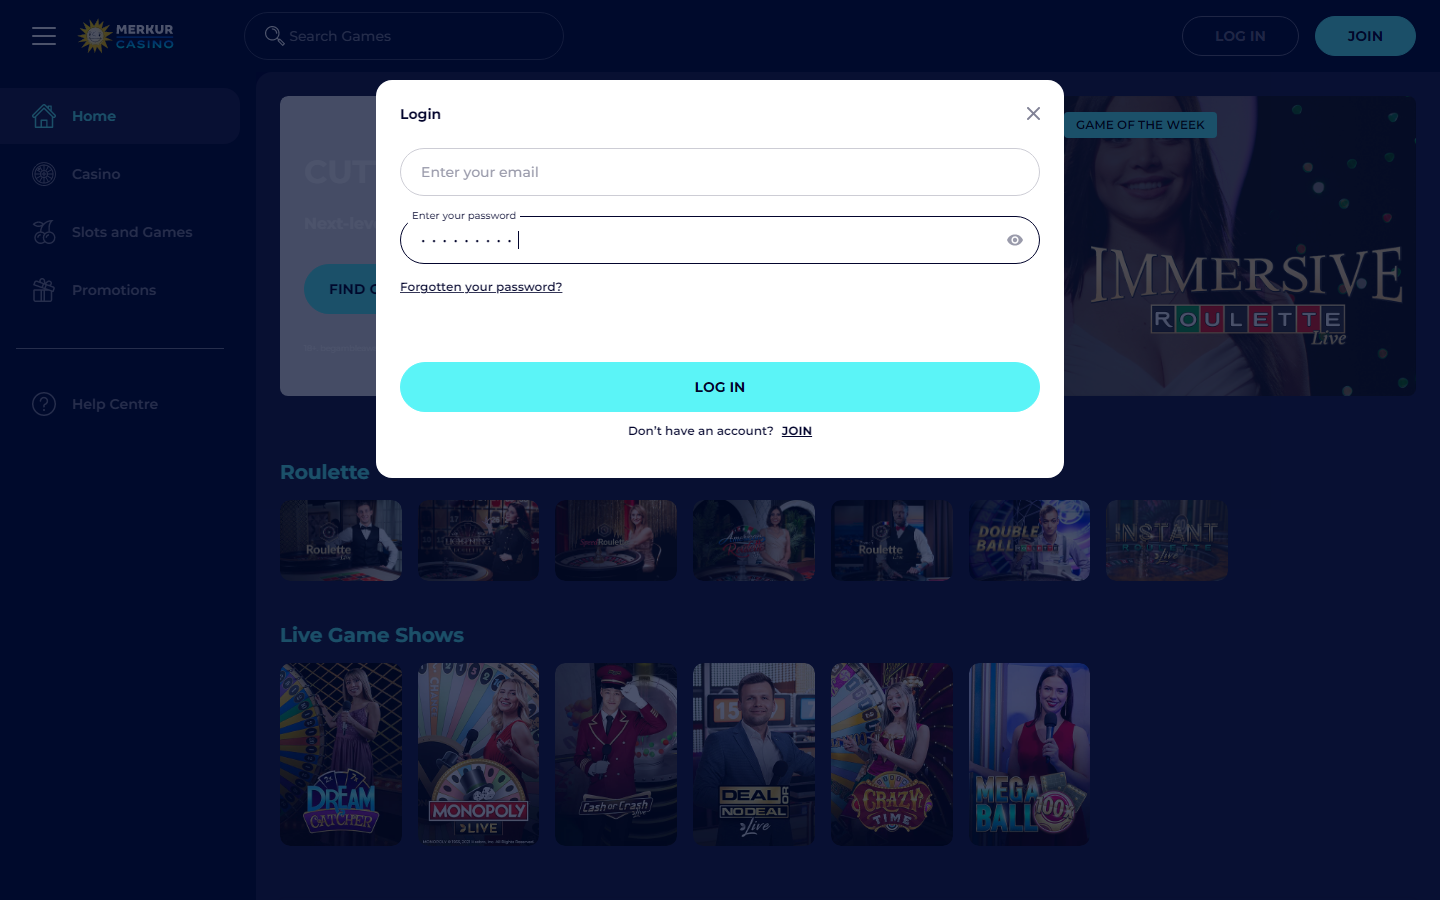 MERKUR
CASINO
Search Games
LOG IN
JOIN
Home
Casino
Slots and Games
Promotions
Help Centre
CUT
Next-leve
FIND
GAME OF THE WEEK
IMMERSIVE
ROULETTE
Live
Login
Enter your email
Enter your password
Forgotten your password?
LOG IN
Don't have an account? JOIN
Roulette
Roulette
Roulette
Roulette
DOUBLE
BALL
INSTANT
Live
Live Game Shows
DREAM
CATCHER
MONOPOLY
LIVE
Cash or Crash
DEAL OR
NO DEAL
Live
CRAZY
TIME
MEGA
BALL
100x